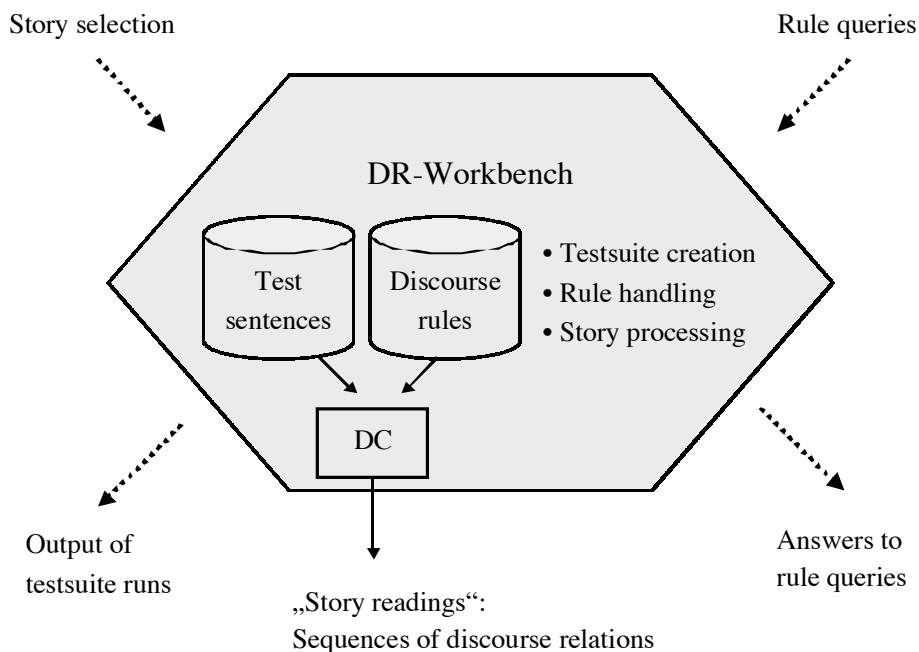 Story selection
Rule queries
DR-Workbench
Test
sentences
Discourse
rules
• Testsuite creation
• Rule handling
• Story processing
DC
Output of
testsuite runs
Answers to
rule queries
„Story readings“:
Sequences of discourse relations